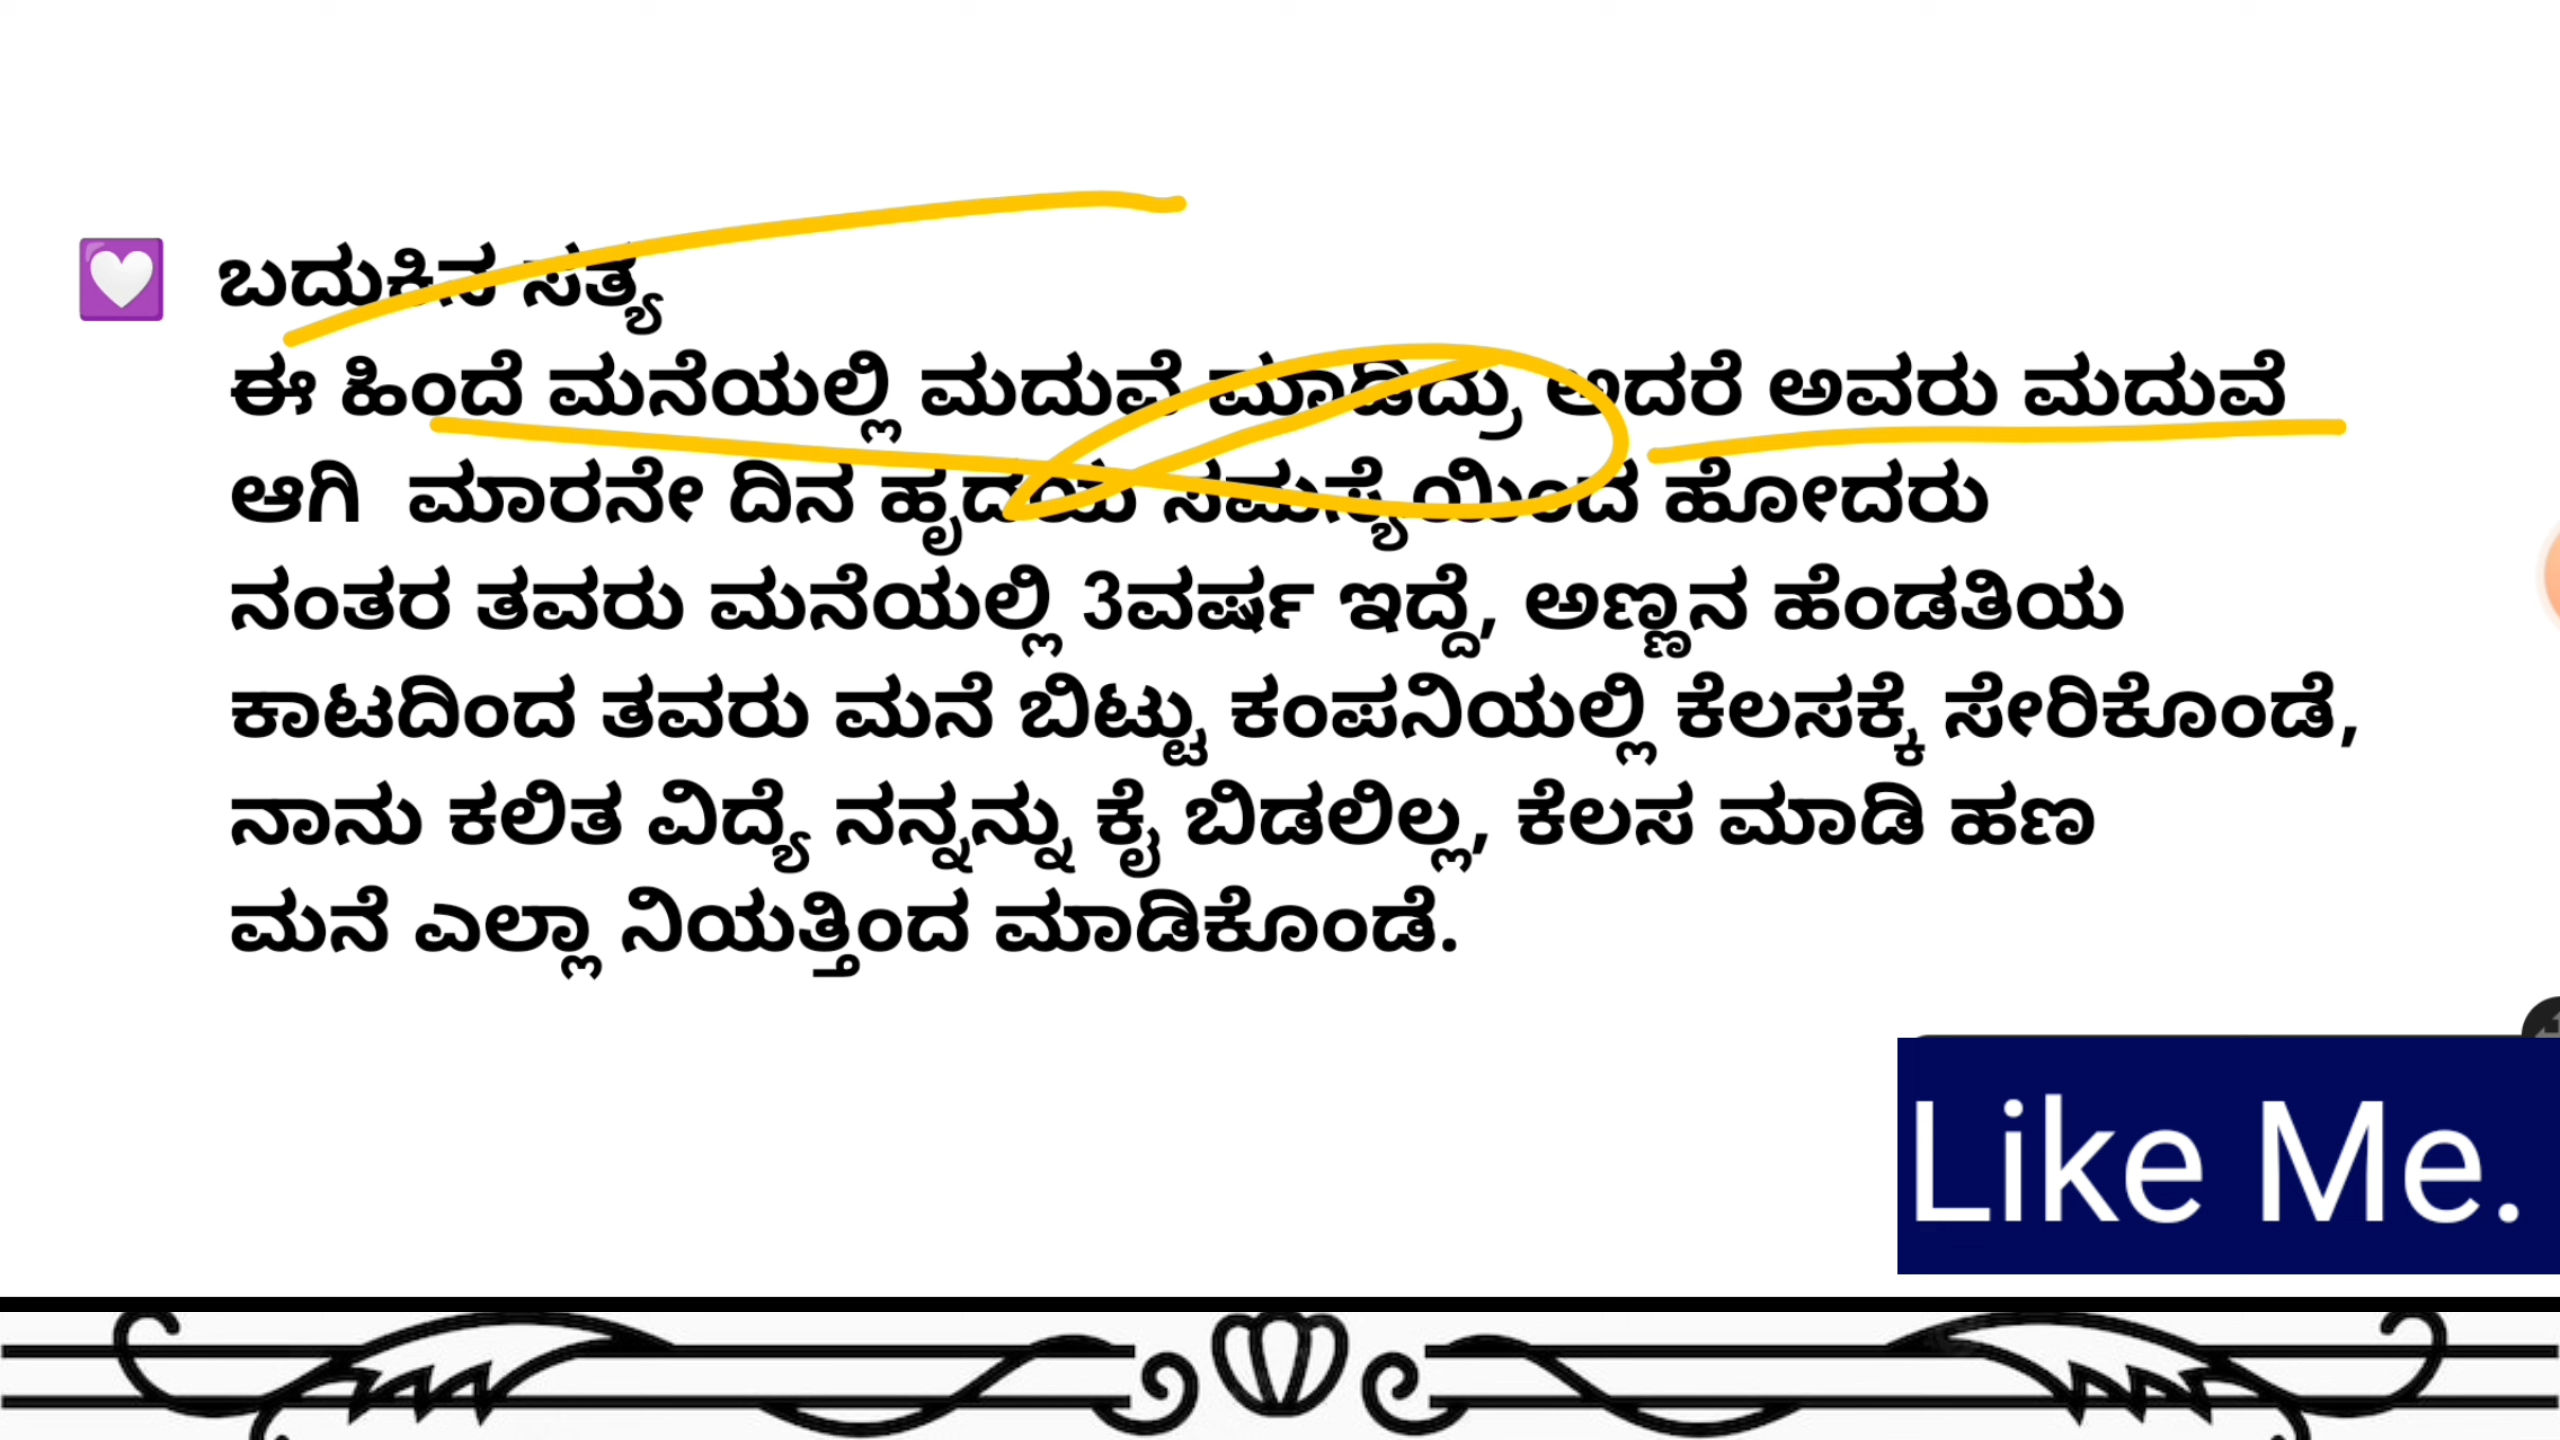 ಬದುಕಿನ ಸತ್ಯ
ಈ ಹಿಂದೆ ಮನೆಯಲ್ಲಿ ಮದುವೆ ಮಾಡಿದ್ರು ಅದರೆ ಅವರು ಮದುವೆ
ಆಗಿ ಮಾರನೇ ದಿನ ಹೃದಯ ಸಮಸ್ಯೆಯಿಂದ ಹೋದರು
ನಂತರ ತವರು ಮನೆಯಲ್ಲಿ 3ವರ್ಷ ಇದ್ದೆ, ಅಣ್ಣನ ಹೆಂಡತಿಯ
ಕಾಟದಿಂದ ತವರು ಮನೆ ಬಿಟ್ಟು ಕಂಪನಿಯಲ್ಲಿ ಕೆಲಸಕ್ಕೆ ಸೇರಿಕೊಂಡೆ,
ನಾನು ಕಲಿತ ವಿದ್ಯೆ ನನ್ನನ್ನು ಕೈ ಬಿಡಲಿಲ್ಲ, ಕೆಲಸ ಮಾಡಿ ಹಣ
ಮನೆ ಎಲ್ಲಾ ನಿಯತ್ತಿಂದ ಮಾಡಿಕೊಂಡೆ.
Like Me.